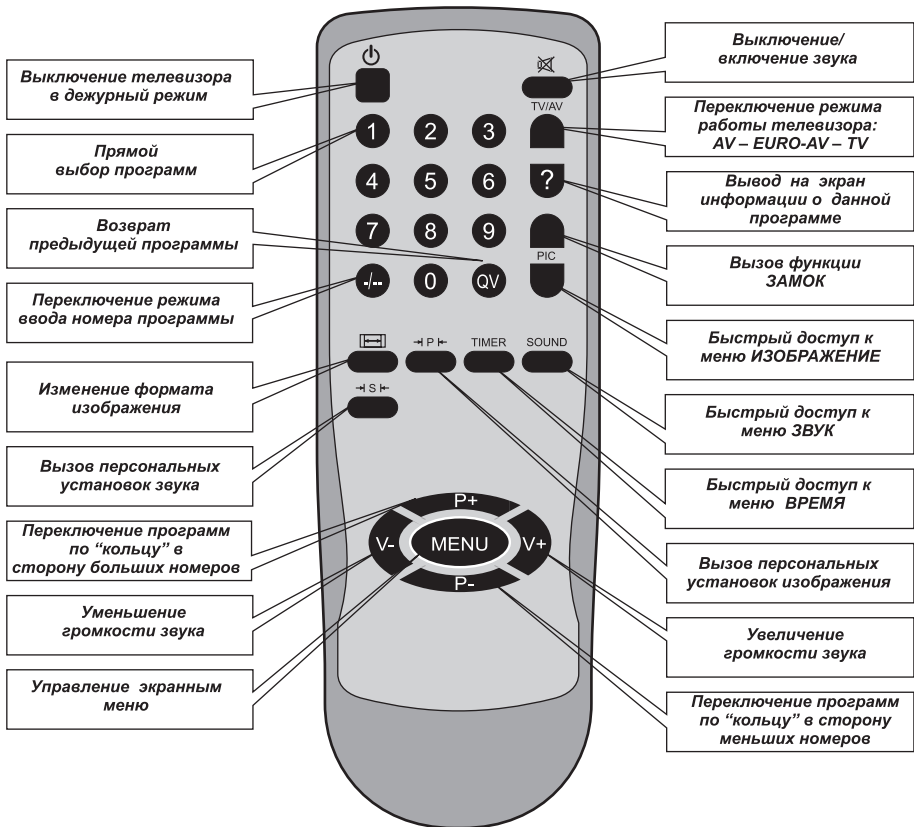 Выключение телевизора
в дежурный режим
Прямой
выбор программ
Возврат
предыдущей программы
Переключение режима
ввода номера программы
Изменение формата
изображения
Вызов персональных
установок звука
Переключение программ
по “кольцу” в
сторону больших номеров
Уменьшение
громкости звука
Управление экранным
меню
TV/AV
1 2 3
4 5 6 ?
7 8 9
PIC
-/-- 0 QV
P TIMER SOUND
S
P+
V- MENU V+
P-
Выключение/
включение звука
Переключение режима
работы телевизора:
AV – EURO-AV – TV
Вывод на экран
информации о данной
программе
Вызов функции
ЗАМОК
Быстрый доступ к
меню ИЗОБРАЖЕНИЕ
Быстрый доступ к
меню ЗВУК
Быстрый доступ к
меню ВРЕМЯ
Вызов персональных
установок изображения
Увеличение
громкости звука
Переключение программ
по “кольцу” в сторону
меньших номеров